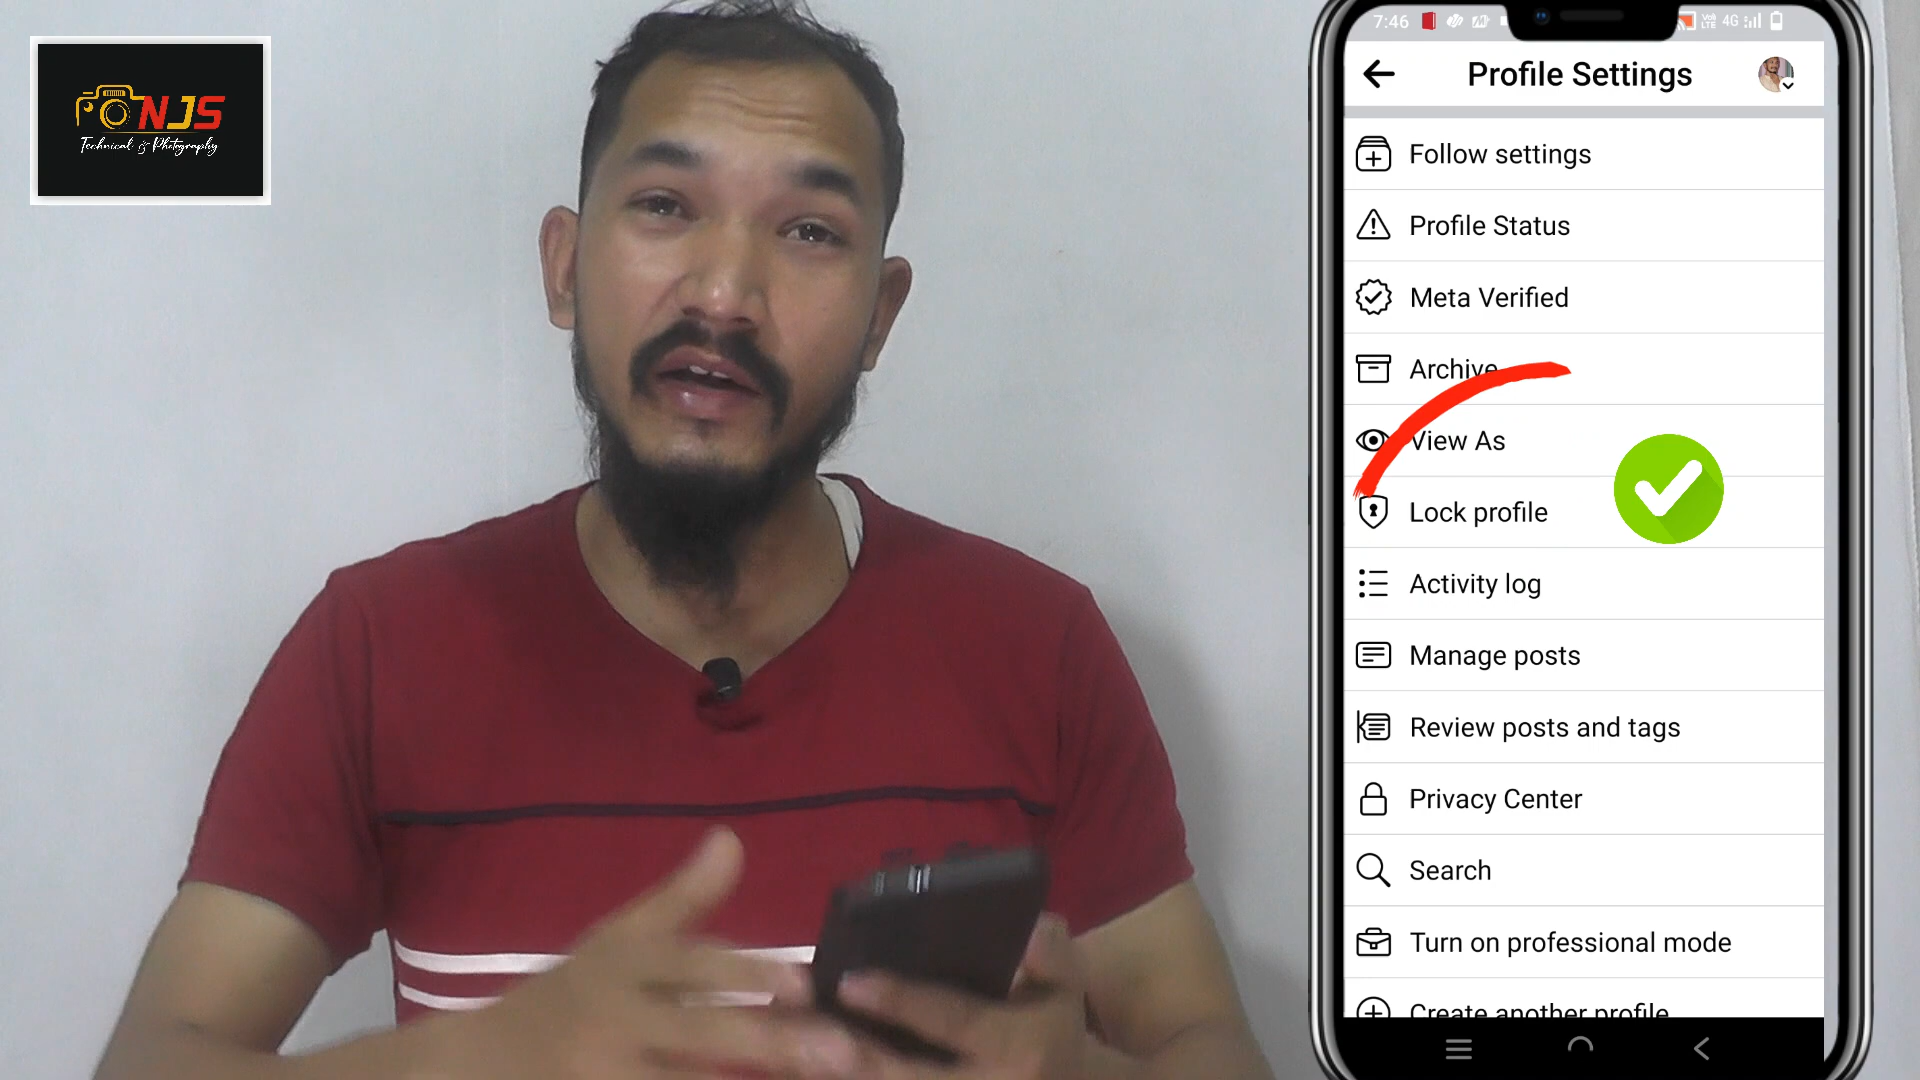 NJS
Technical & Photography
7:46
4G
Profile Settings
Follow settings
Profile Status
Meta Verified
Archive
View As
Lock profile
Activity log
Manage posts
Review posts and tags
Privacy Center
Search
Turn on professional mode
Create another profile